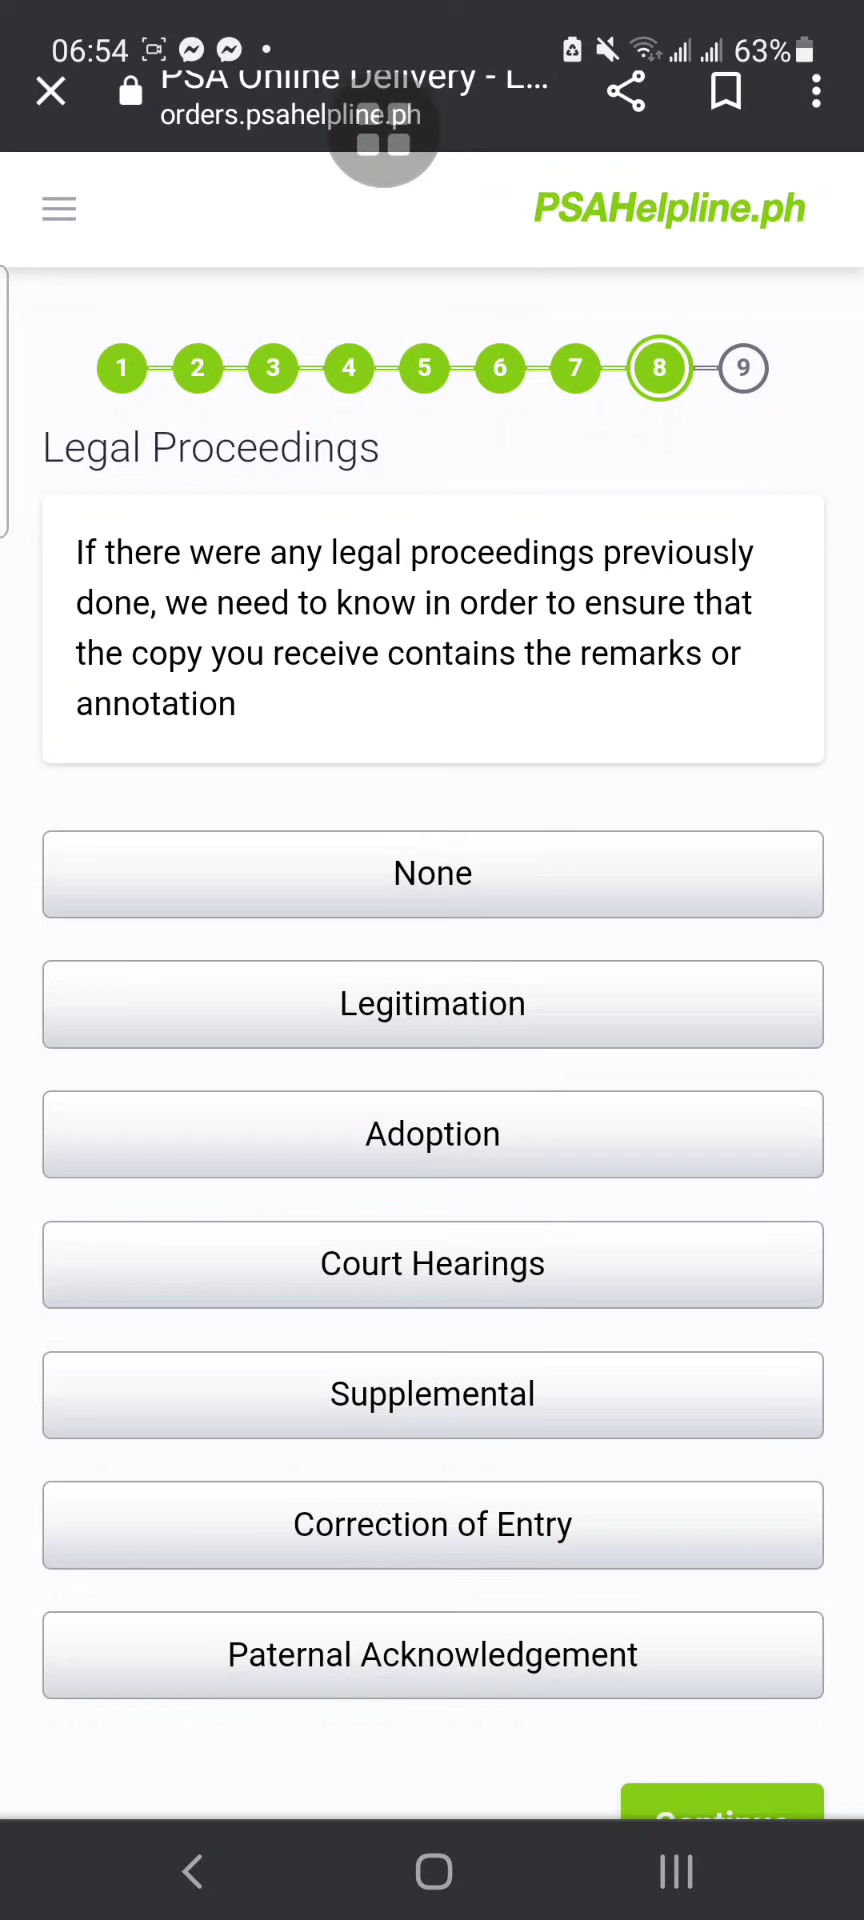 06:54 63%
PSA Online Delivery - L...
orders.psahelpline.ph
PSAHelpline.ph
1 2 3 4 5 6 7 8 9
Legal Proceedings
If there were any legal proceedings previously
done, we need to know in order to ensure that
the copy you receive contains the remarks or
annotation
None
Legitimation
Adoption
Court Hearings
Supplemental
Correction of Entry
Paternal Acknowledgement
Continue